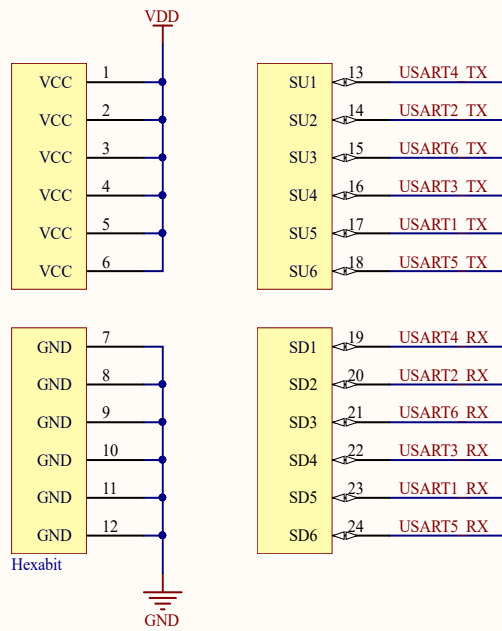 VDD
VCC 1
VCC 2
VCC 3
VCC 4
VCC 5
VCC 6
SU1 13 USART4_TX
SU2 14 USART2_TX
SU3 15 USART6_TX
SU4 16 USART3_TX
SU5 17 USART1_TX
SU6 18 USART5_TX
GND 7
GND 8
GND 9
GND 10
GND 11
GND 12
Hexabit
GND
SD1 19 USART4_RX
SD2 20 USART2_RX
SD3 21 USART6_RX
SD4 22 USART3_RX
SD5 23 USART1_RX
SD6 24 USART5_RX